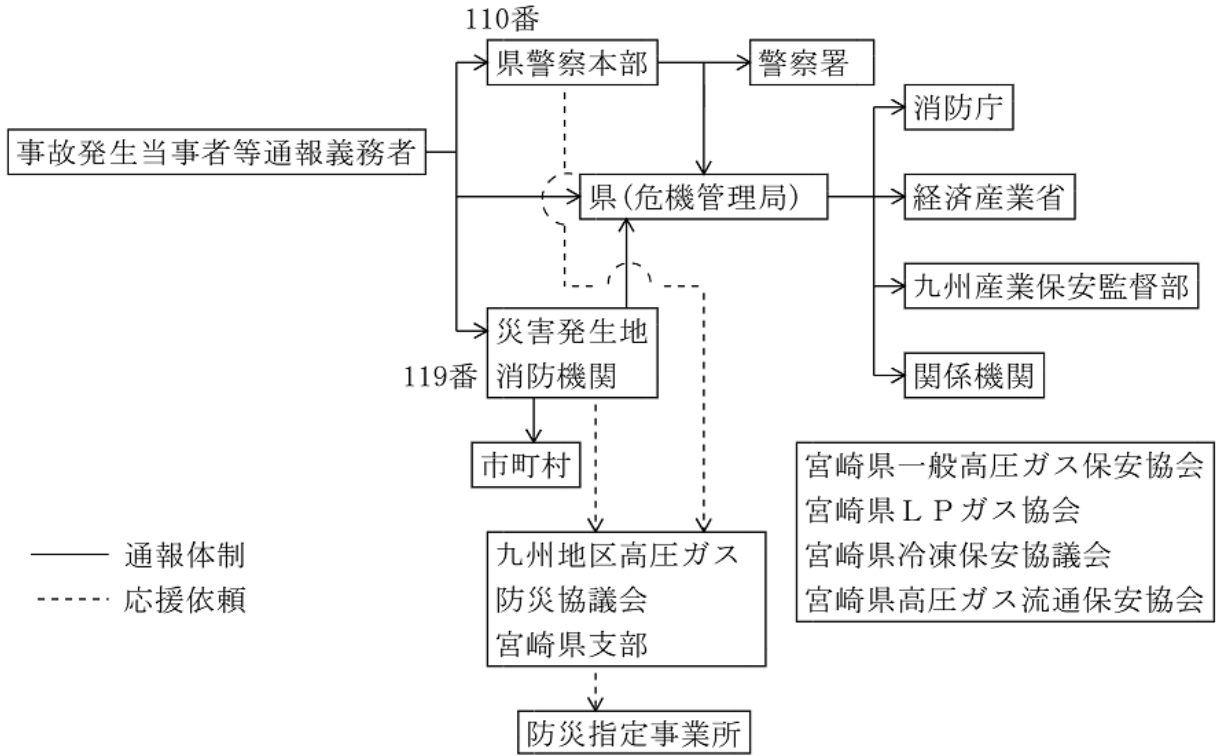 110番
県警察本部
警察署
消防庁
事故発生当事者等通報義務者
県(危機管理局)
経済産業省
九州産業保安監督部
災害発生地
消防機関
119番
関係機関
市町村
宮崎県一般高圧ガス保安協会
宮崎県LPガス協会
宮崎県冷凍保安協議会
宮崎県高圧ガス流通保安協会
通報体制
応援依頼
九州地区高圧ガス
防災協議会
宮崎県支部
防災指定事業所